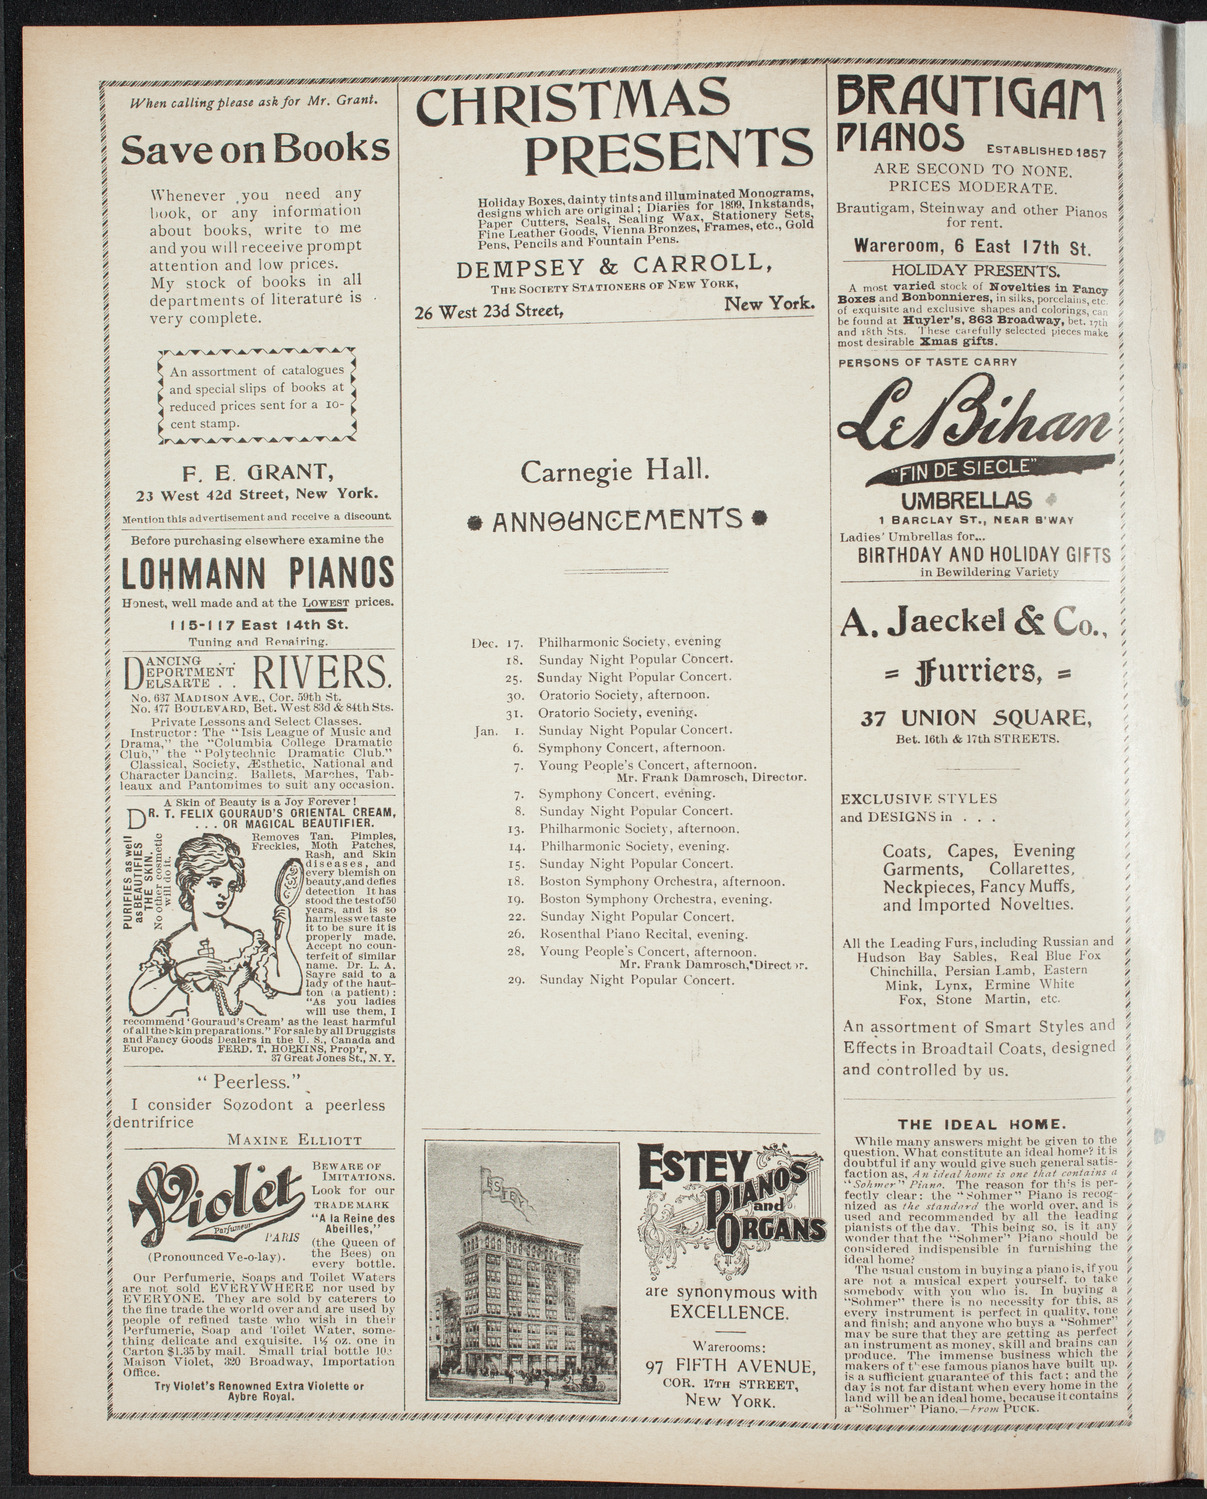 When calling please ask for Mr. Grant.
Save on Books
Whenever you need any
book, or any information
about books, write to me
and you will receeive prompt
attention and low prices.
My stock of books in all
departments of literature is
very complete.
An assortment of catalogues
and special slips of books at
reduced prices sent for a 10-
cent stamp.
F. E. GRANT,
23 West 42d Street, New York.
Mention this advertisement and receive a discount.
Before purchasing elsewhere examine the
LOHMANN PIANOS
Honest, well made and at the LOWEST prices.
115-117 East 14th St.
Tuning and Repairing.
DANCING . .
DEPORTMENT
DELSARTE . .
RIVERS.
No. 637 MADISON AVE., Cor. 59th St.
No. 477 BOULEVARD, Bet. West 83d & 84th Sts.
Private Lessons and Select Classes.
Instructor: The "Isis League of Music and
Drama," the "Columbia College Dramatic
Club," the "Polytechnic Dramatic Club."
Classical, Society, Æsthetic, National and
Character Dancing. Ballets, Marches, Tab-
leaux and Pantomimes to suit any occasion.
A Skin of Beauty is a Joy Forever!
DR. T. FELIX GOURAUD'S ORIENTAL CREAM,
. . . OR MAGICAL BEAUTIFIER.
PURIFIES as well
as BEAUTIFIES
THE SKIN.
No other cosmetic
will do it.
Removes Tan, Pimples,
Freckles, Moth Patches,
Rash, and Skin
diseases, and
every blemish on
beauty, and defies
detection It has
stood the test of 50
years, and is so
harmless we taste
it to be sure it is
properly made.
Accept no coun-
terfeit of similar
name. Dr. L. A.
Sayre said to a
lady of the haut-
ton (a patient):
"As you ladies
will use them, I
recommend 'Gouraud's Cream' as the least harmful
of all the Skin preparations." For sale by all Druggists
and Fancy Goods Dealers in the U. S., Canada and
Europe. FERD. T. HOPKINS, Prop'r,
37 Great Jones St., N. Y.
"Peerless."
I consider Sozodont a peerless
dentrifrice
MAXINE ELLIOTT
Violet
Parfumeur
PARIS
(Pronounced Ve-o-lay).
BEWARE OF
IMITATIONS.
Look for our
TRADEMARK
"A la Reine des
Abeilles,"
(the Queen of
the Bees) on
every bottle.
Our Perfumerie, Soaps and Toilet Waters
are not sold EVERYWHERE nor used by
EVERYONE. They are sold by caterers to
the fine trade the world over and are used by
people of refined taste who wish in their
Perfumerie, Soap and Toilet Water, some-
thing delicate and exquisite. 1½ oz. one in
Carton $1.35 by mail. Small trial bottle 10c
Maison Violet, 320 Broadway, Importation
Office.
Try Violet's Renowned Extra Violette or
Aybre Royal.
CHRISTMAS
PRESENTS
Holiday Boxes, dainty tints and illuminated Monograms,
designs which are original; Diaries for 1899, Inkstands,
Paper Cutters, Seals, Sealing Wax, Stationery Sets,
Fine Leather Goods, Vienna Bronzes, Frames, etc., Gold
Pens, Pencils and Fountain Pens.
DEMPSEY & CARROLL,
THE SOCIETY STATIONERS OF NEW YORK,
26 West 23d Street, New York.
Carnegie Hall.
ANNOUNCEMENTS
Dec. 17. Philharmonic Society, evening
18. Sunday Night Popular Concert.
25. Sunday Night Popular Concert.
30. Oratorio Society, afternoon.
31. Oratorio Society, evening.
Jan. 1. Sunday Night Popular Concert.
6. Symphony Concert, afternoon.
7. Young People's Concert, afternoon.
Mr. Frank Damrosch, Director.
7. Symphony Concert, evening.
8. Sunday Night Popular Concert.
13. Philharmonic Society, afternoon.
14. Philharmonic Society, evening.
15. Sunday Night Popular Concert.
18. Boston Symphony Orchestra, afternoon.
19. Boston Symphony Orchestra, evening.
22. Sunday Night Popular Concert.
26. Rosenthal Piano Recital, evening.
28. Young People's Concert, afternoon.
Mr. Frank Damrosch, Director.
29. Sunday Night Popular Concert.
ESTEY
ESTEY
PIANOS
and
ORGANS
are synonymous with
EXCELLENCE.
Warerooms:
97 FIFTH AVENUE,
COR. 17TH STREET,
NEW YORK.
BRAUTIGAM
PIANOS ESTABLISHED 1857
ARE SECOND TO NONE.
PRICES MODERATE.
Brautigam, Steinway and other Pianos
for rent.
Wareroom, 6 East 17th St.
HOLIDAY PRESENTS.
A most varied stock of Novelties in Fancy
Boxes and Bonbonnieres, in silks, porcelains, etc.
of exquisite and exclusive shapes and colorings, can
be found at Huyler's, 863 Broadway, bet. 17th
and 18th Sts. These carefully selected pieces make
most desirable Xmas gifts.
PERSONS OF TASTE CARRY
Le Bihan
"FIN DE SIECLE"
UMBRELLAS
1 BARCLAY ST., NEAR B'WAY
Ladies' Umbrellas for...
BIRTHDAY AND HOLIDAY GIFTS
in Bewildering Variety
A. Jaeckel & Co.,
= Furriers, =
37 UNION SQUARE,
Bet. 16th & 17th STREETS.
EXCLUSIVE STYLES
and DESIGNS in . . .
Coats, Capes, Evening
Garments, Collarettes,
Neckpieces, Fancy Muffs,
and Imported Novelties.
All the Leading Furs, including Russian and
Hudson Bay Sables, Real Blue Fox
Chinchilla, Persian Lamb, Eastern
Mink, Lynx, Ermine White
Fox, Stone Martin, etc.
An assortment of Smart Styles and
Effects in Broadtail Coats, designed
and controlled by us.
THE IDEAL HOME.
While many answers might be given to the
question, What constitute an ideal home? it is
doubtful if any would give such general satis-
faction as, An ideal home is one that contains a
"Sohmer" Piano. The reason for this is per-
fectly clear: the "Sohmer" Piano is recog-
nized as the standard the world over, and is
used and recommended by all the leading
pianists of the day. This being so, is it any
wonder that the "Sohmer" Piano should be
considered indispensible in furnishing the
ideal home?
The usual custom in buying a piano is, if you
are not a musical expert yourself, to take
somebody with you who is. In buying a
"Sohmer" there is no necessity for this, as
every instrument is perfect in quality, tone
and finish; and anyone who buys a "Sohmer"
may be sure that they are getting as perfect
an instrument as money, skill and brains can
produce. The immense business which the
makers of these famous pianos have built up,
is a sufficient guarantee of this fact; and the
day is not far distant when every home in the
land will be an ideal home, because it contains
a "Sohmer" Piano.—From PUCK.